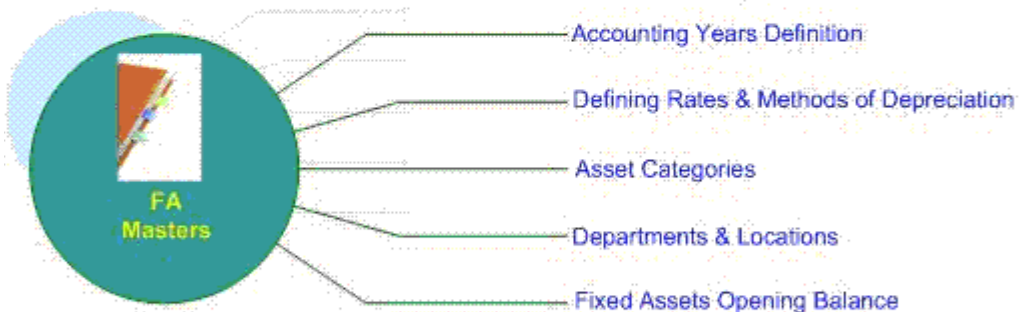 FA
Masters
Accounting Years Definition
Defining Rates & Methods of Depreciation
Asset Categories
Departments & Locations
Fixed Assets Opening Balance